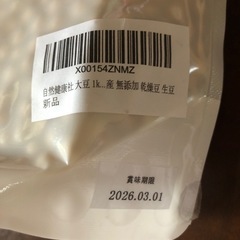 X00154ZNMZ
自然健康社 大豆 1k...産 無添加 乾燥豆 生豆
新品
賞味期限
2026.03.01